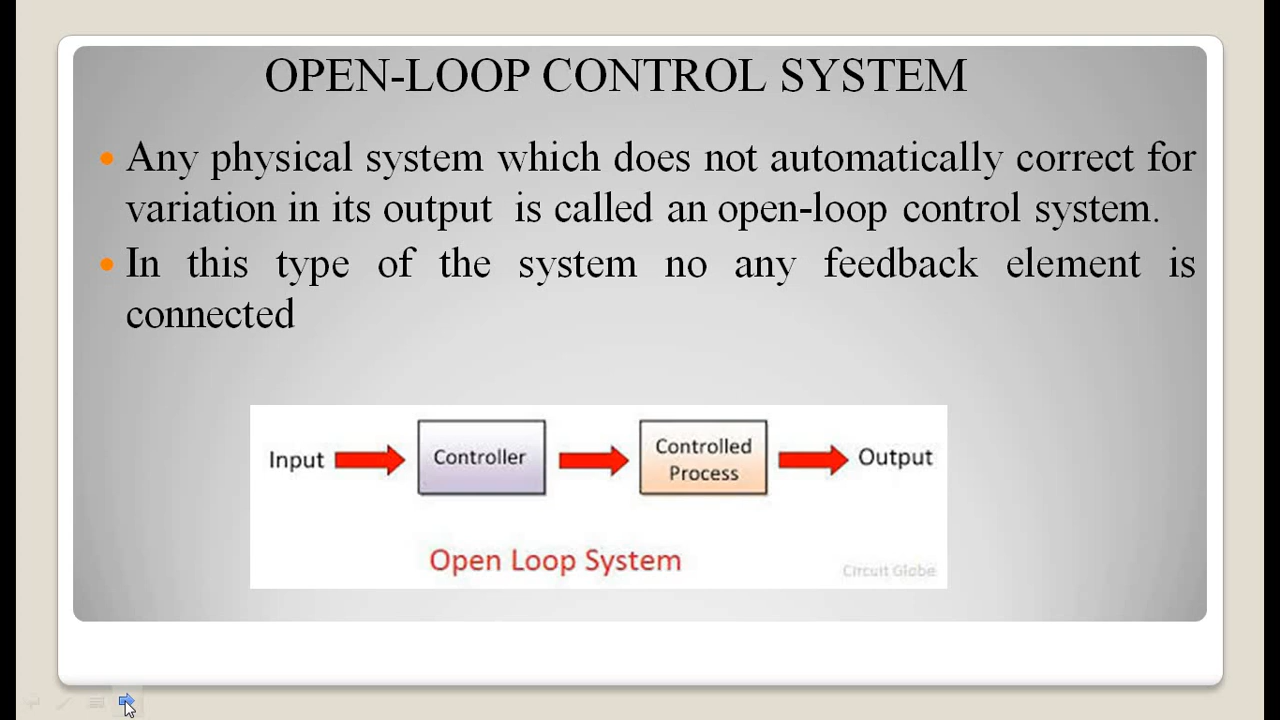 OPEN-LOOP CONTROL SYSTEM
• Any physical system which does not automatically correct for
variation in its output is called an open-loop control system.
• In this type of the system no any feedback element is
connected
Input
Controller
Controlled
Process
Output
Open Loop System
Circuit Globe